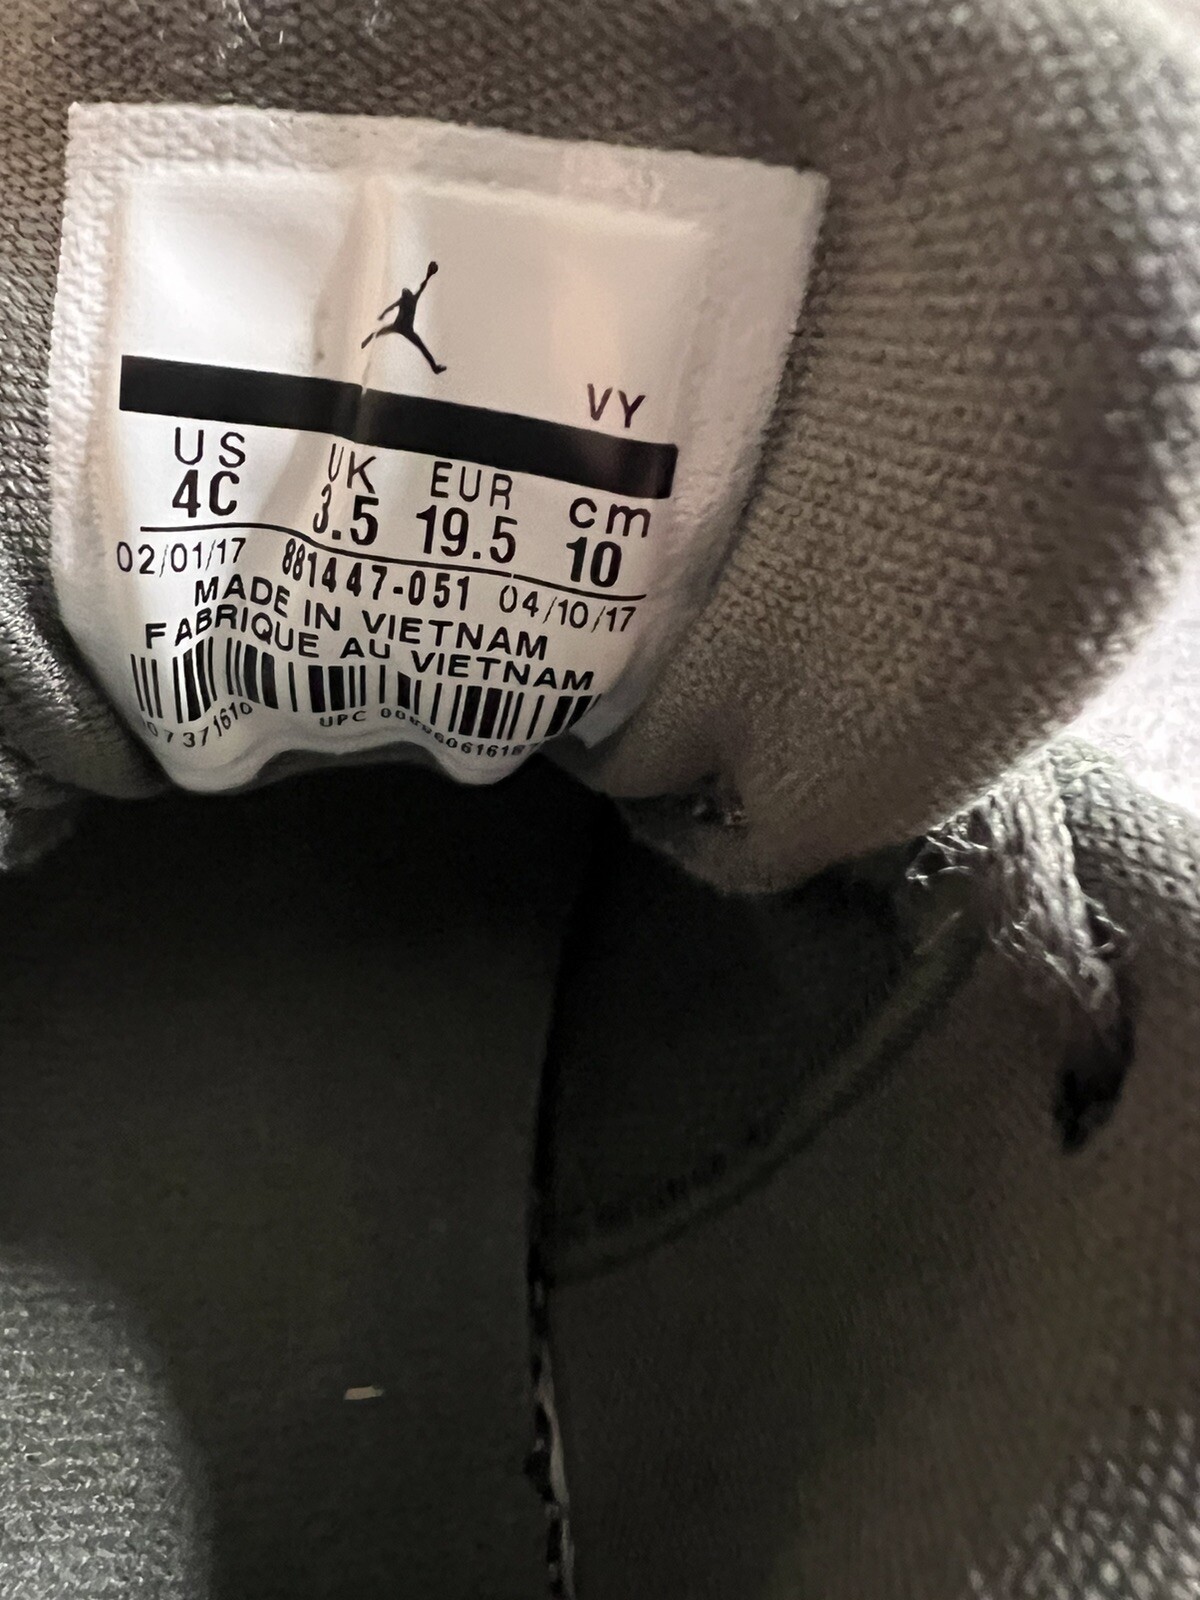 VY
US UK EUR cm
4C 3.5 19.5 10
02/01/17 881447-051 04/10/17
MADE IN VIETNAM
FABRIQUE AU VIETNAM
UPC